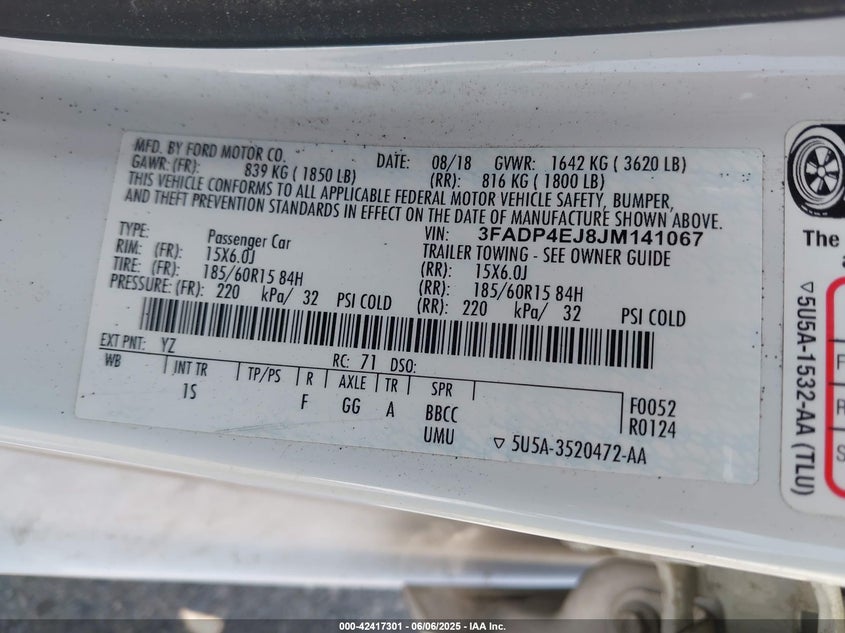 MFD. BY FORD MOTOR CO. DATE: 08/18 GVWR: 1642 KG ( 3620 LB)
GAWR: (FR): 839 KG ( 1850 LB) (RR): 816 KG ( 1800 LB)
THIS VEHICLE CONFORMS TO ALL APPLICABLE FEDERAL MOTOR VEHICLE SAFETY, BUMPER,
AND THEFT PREVENTION STANDARDS IN EFFECT ON THE DATE OF MANUFACTURE SHOWN ABOVE.
VIN: 3FADP4EJ8JM141067
TYPE: Passenger Car TRAILER TOWING - SEE OWNER GUIDE
RIM: (FR): 15X6.0J (RR): 15X6.0J
TIRE: (FR): 185/60R15 84H (RR): 185/60R15 84H
PRESSURE: (FR): 220 kPa/ 32 PSI COLD (RR): 220 kPa/ 32 PSI COLD
EXT PNT: YZ RC: 71 DSO:
WB INT TR TP/PS R AXLE TR SPR
1S F GG A BBCC F0052
UMU R0124
5U5A-3520472-AA
The
5U5A-1532-AA (TLU)
F
R
S
000-42417301 - 06/06/2025 - IAA Inc.